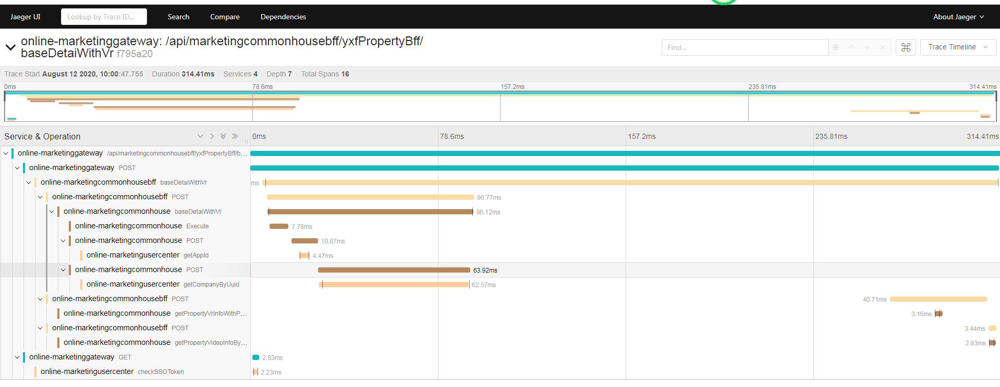 Jaeger UI
Lookup by Trace ID...
Search
Compare
Dependencies
About Jaeger
online-marketinggateway: /api/marketingcommonhousebff/yxfPropertyBff/
baseDetaiWithVr f795a20
Find...
Trace Timeline
Trace Start August 12 2020, 10:00:47.755 Duration 314.41ms Services 4 Depth 7 Total Spans 16
0ms 78.6ms 157.2ms 235.81ms 314.41ms
Service & Operation 0ms 78.6ms 157.2ms 235.81ms 314.41ms
online-marketinggateway /api/marketingcommonhousebff/yxfPropertyBff/b...
online-marketinggateway POST
online-marketingcommonhousebff baseDetaiWithVr ms
online-marketingcommonhousebff POST 86.77ms
online-marketingcommonhouse baseDetaiWithVr 86.12ms
online-marketingcommonhouse Execute 7.78ms
online-marketingcommonhouse POST 10.87ms
online-marketingusercenter getAppId 4.47ms
online-marketingcommonhouse POST 63.92ms
online-marketingusercenter getCompanyByUuid 62.57ms
online-marketingcommonhousebff POST 40.71ms
online-marketingcommonhouse getPropertyVrInfoWithP... 3.16ms
online-marketingcommonhousebff POST 3.44ms
online-marketingcommonhouse getPropertyVideoInfoBy... 2.83ms
online-marketinggateway GET 2.83ms
online-marketingusercenter checkSSOToken 2.23ms